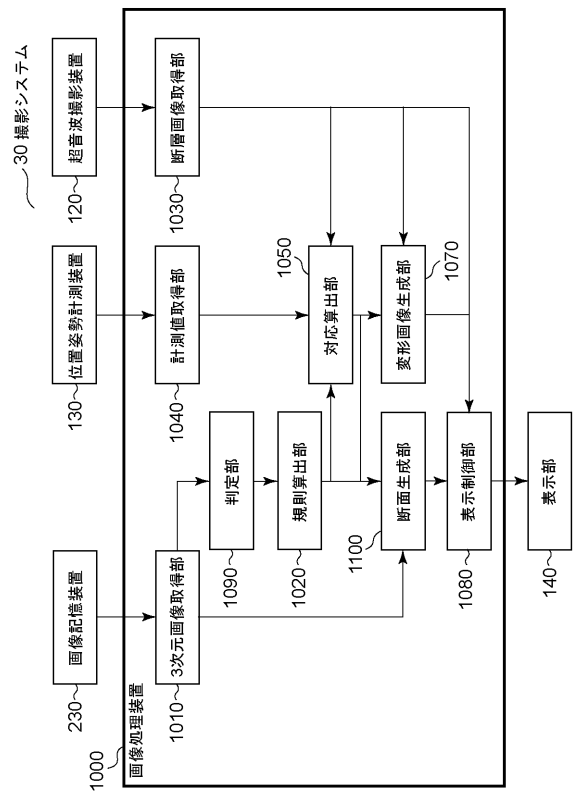 30 撮影システム
230
画像記憶装置
130
位置姿勢計測装置
120
超音波撮影装置
1000
画像処理装置
1010
3次元画像取得部
1040
計測値取得部
1030
断層画像取得部
1090
判定部
1020
規則算出部
1050
対応算出部
1100
断面生成部
1070
変形画像生成部
1080
表示制御部
140
表示部